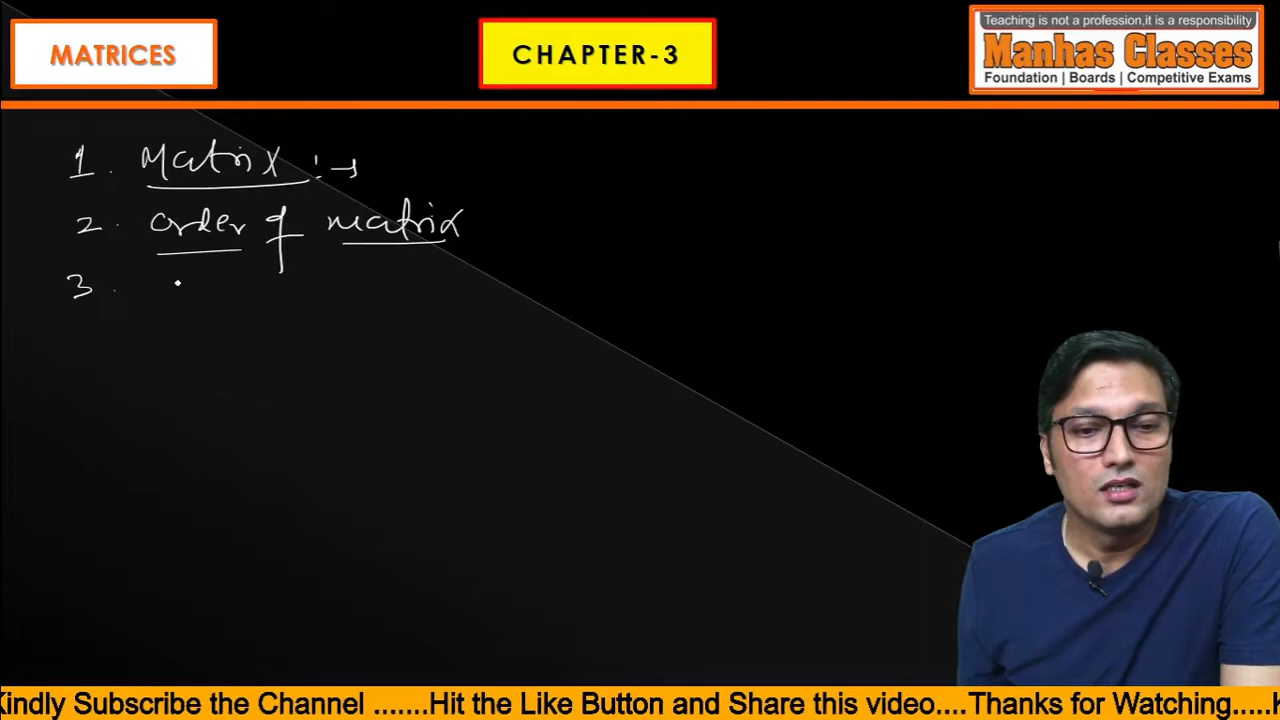 MATRICES
CHAPTER-3
Teaching is not a profession,it is a responsibility
Manhas Classes
Foundation | Boards | Competitive Exams
1. Matrix :→
2. order of matrix
3.
Kindly Subscribe the Channel .......Hit the Like Button and Share this video....Thanks for Watching.....